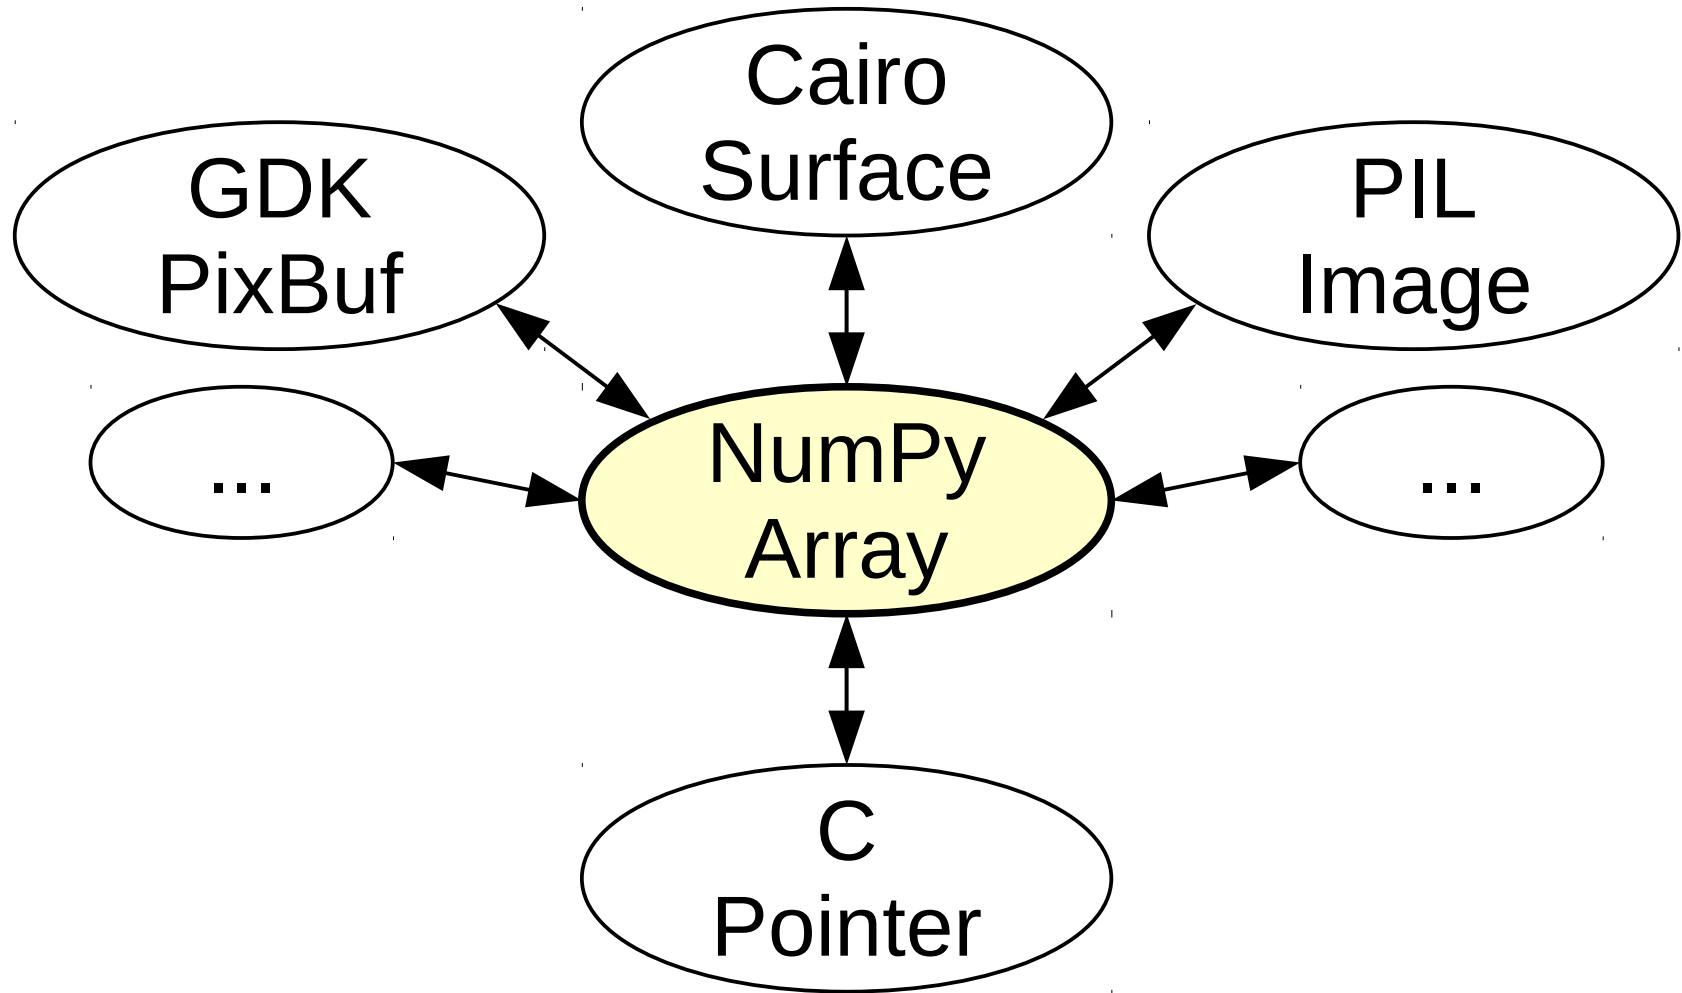 Cairo
Surface
GDK
PixBuf
PIL
Image
...
NumPy
Array
...
C
Pointer